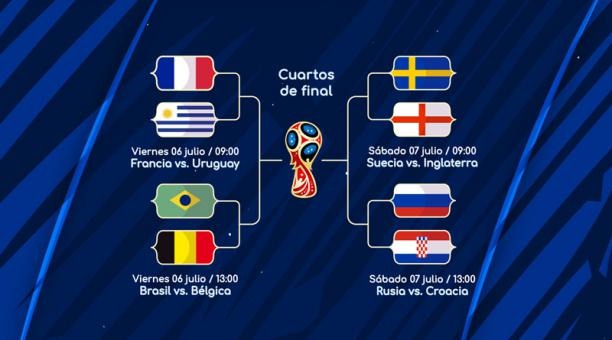 Cuartos
de final
Viernes 06 julio / 09:00
Francia vs. Uruguay
Viernes 06 julio / 13:00
Brasil vs. Bélgica
Sábado 07 julio / 09:00
Suecia vs. Inglaterra
Sábado 07 julio / 13:00
Rusia vs. Croacia